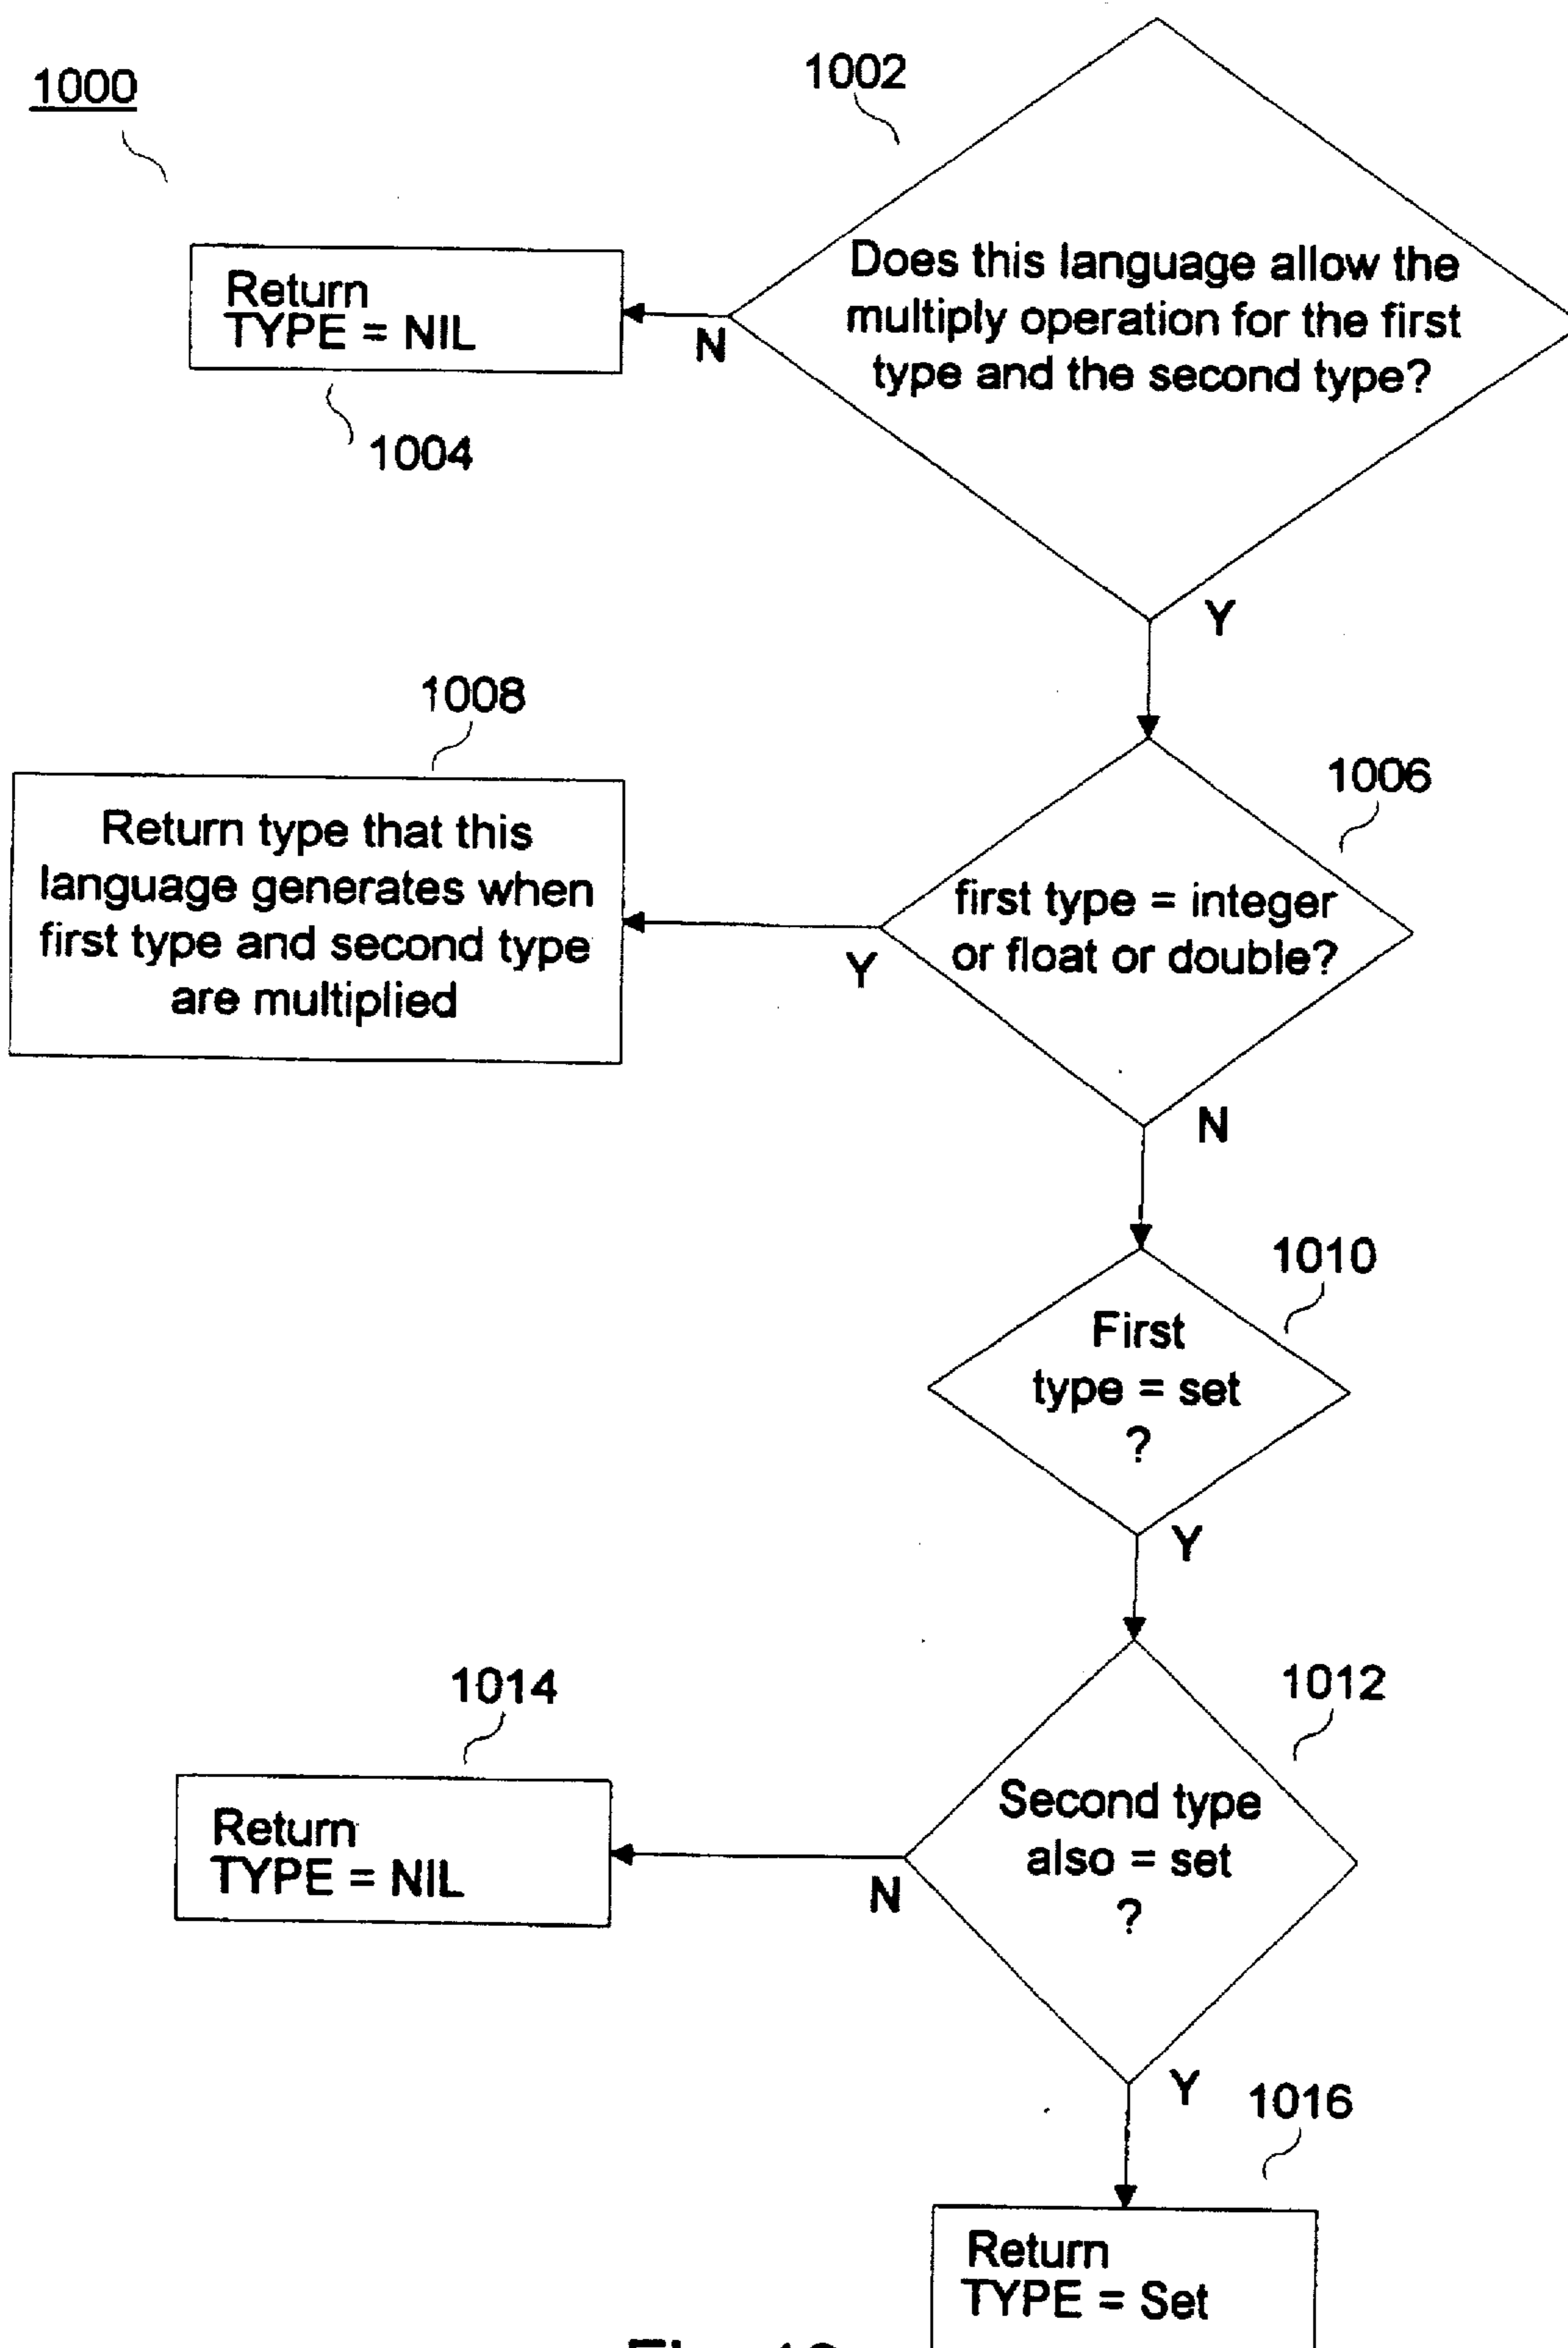 1000
1002
Does this language allow the
multiply operation for the first
type and the second type?
N
Return
TYPE = NIL
1004
Y
1008
Return type that this
language generates when
first type and second type
are multiplied
1006
first type = integer
or float or double?
Y
N
1010
First
type = set
?
Y
1014
Return
TYPE = NIL
1012
Second type
also = set
?
N
Y
1016
Return
TYPE = Set